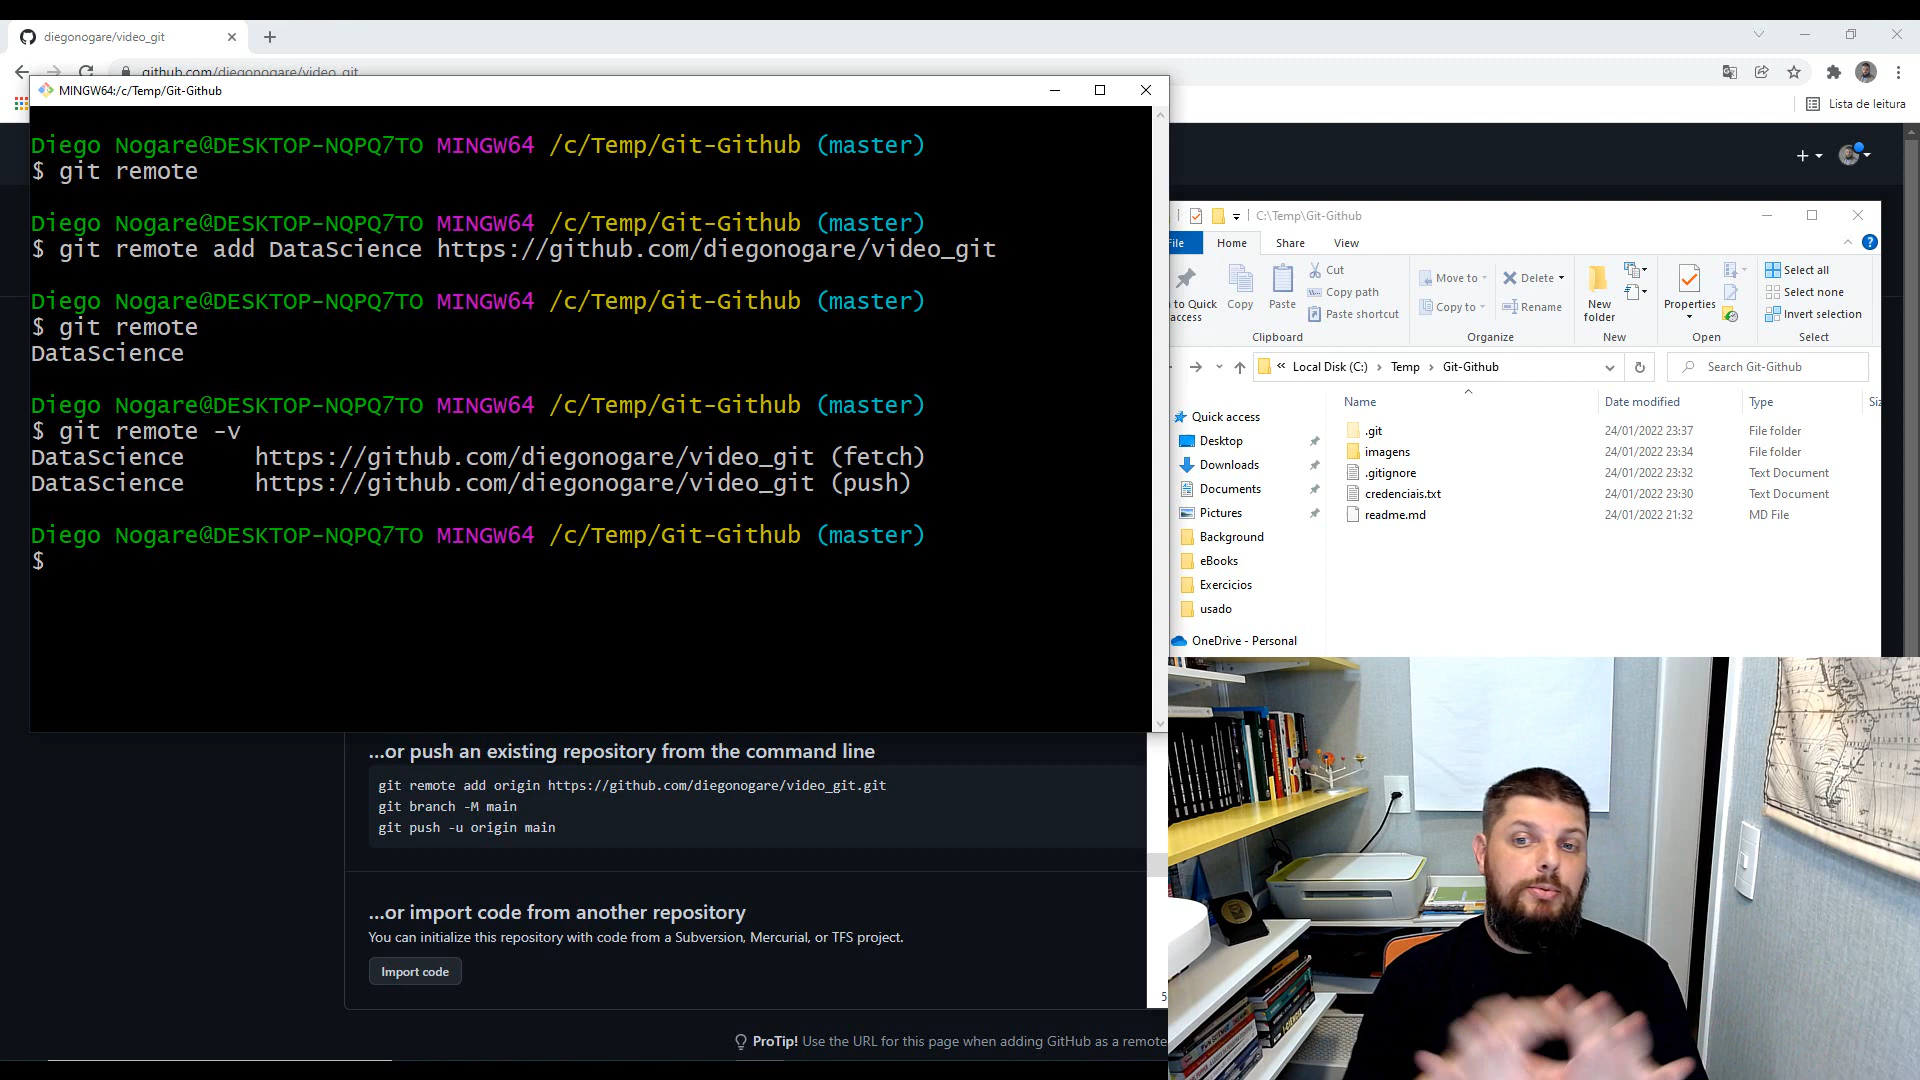 diegonogare/video_git
github.com/diegonogare/video_git
Lista de leitura
MINGW64:/c/Temp/Git-Github
Diego Nogare@DESKTOP-NQPQ7TO MINGW64 /c/Temp/Git-Github (master)
$ git remote
Diego Nogare@DESKTOP-NQPQ7TO MINGW64 /c/Temp/Git-Github (master)
$ git remote add DataScience https://github.com/diegonogare/video_git
Diego Nogare@DESKTOP-NQPQ7TO MINGW64 /c/Temp/Git-Github (master)
$ git remote
DataScience
Diego Nogare@DESKTOP-NQPQ7TO MINGW64 /c/Temp/Git-Github (master)
$ git remote -v
DataScience https://github.com/diegonogare/video_git (fetch)
DataScience https://github.com/diegonogare/video_git (push)
Diego Nogare@DESKTOP-NQPQ7TO MINGW64 /c/Temp/Git-Github (master)
$
C:\Temp\Git-Github
File Home Share View
to Quick access
Copy
Paste
Cut
Copy path
Paste shortcut
Clipboard
Move to
Copy to
Delete
Rename
Organize
New folder
New
Properties
Open
Select all
Select none
Invert selection
Select
Local Disk (C:) Temp Git-Github
Search Git-Github
Name Date modified Type Siz
Quick access
Desktop
Downloads
Documents
Pictures
Background
eBooks
Exercicios
usado
OneDrive - Personal
.git 24/01/2022 23:37 File folder
imagens 24/01/2022 23:34 File folder
.gitignore 24/01/2022 23:32 Text Document
credenciais.txt 24/01/2022 23:30 Text Document
readme.md 24/01/2022 21:32 MD File
…or push an existing repository from the command line
git remote add origin https://github.com/diegonogare/video_git.git
git branch -M main
git push -u origin main
…or import code from another repository
You can initialize this repository with code from a Subversion, Mercurial, or TFS project.
Import code
5
ProTip! Use the URL for this page when adding GitHub as a remote